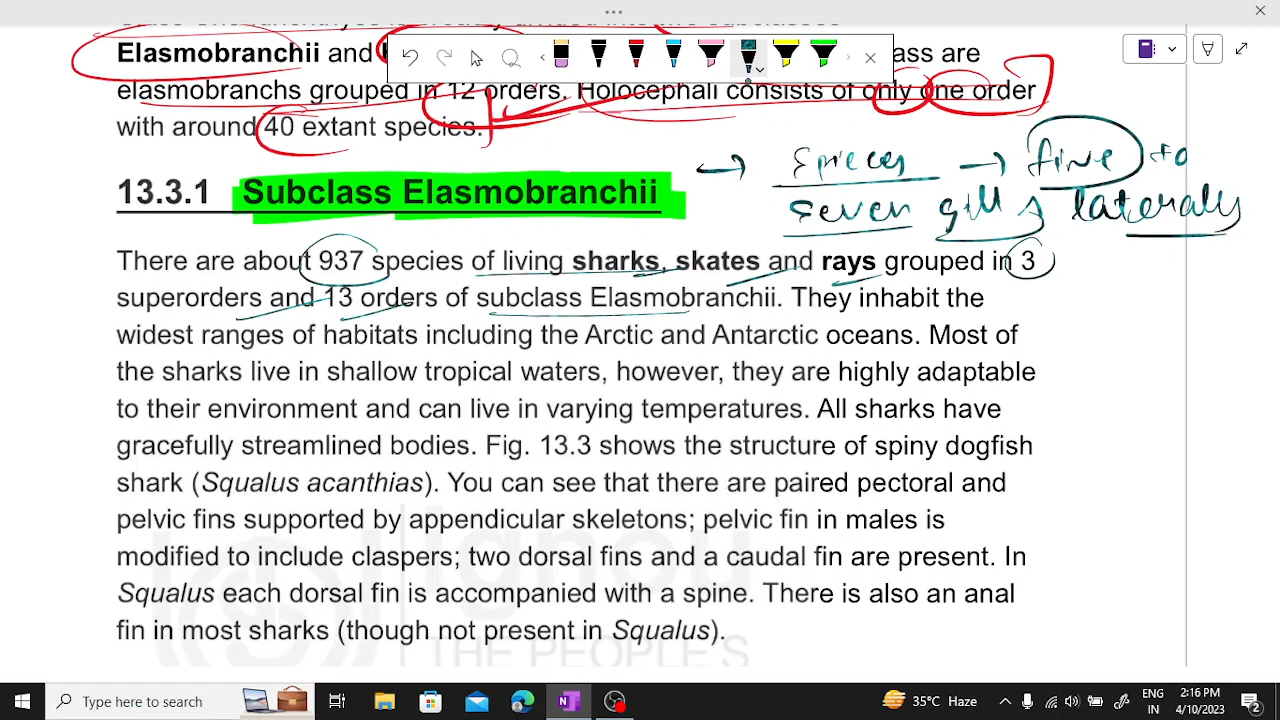 Elasmobranchii and
ass are
elasmobranchs grouped in 12 orders. Holocephali consists of only one order
with around 40 extant species.
→ Spieces → five to
13.3.1 Subclass Elasmobranchii
seven gills laterally
There are about 937 species of living sharks, skates and rays grouped in 3
superorders and 13 orders of subclass Elasmobranchii. They inhabit the
widest ranges of habitats including the Arctic and Antarctic oceans. Most of
the sharks live in shallow tropical waters, however, they are highly adaptable
to their environment and can live in varying temperatures. All sharks have
gracefully streamlined bodies. Fig. 13.3 shows the structure of spiny dogfish
shark (Squalus acanthias). You can see that there are paired pectoral and
pelvic fins supported by appendicular skeletons; pelvic fin in males is
modified to include claspers; two dorsal fins and a caudal fin are present. In
Squalus each dorsal fin is accompanied with a spine. There is also an anal
fin in most sharks (though not present in Squalus).
ignou
THE PEOPLE'S
Type here to search
35°C Haze
ENG
IN
2:16 PM
4/10/2023
2